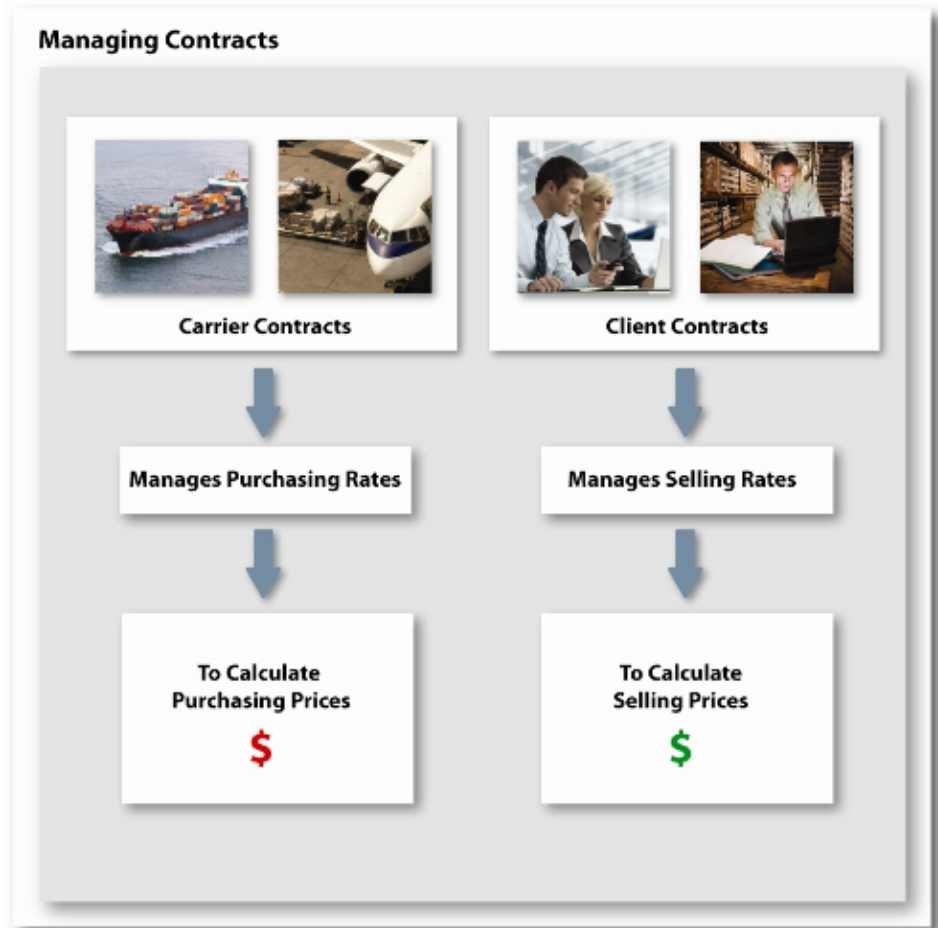 Managing Contracts
Carrier Contracts
Manages Purchasing Rates
To Calculate
Purchasing Prices
$
Client Contracts
Manages Selling Rates
To Calculate
Selling Prices
$